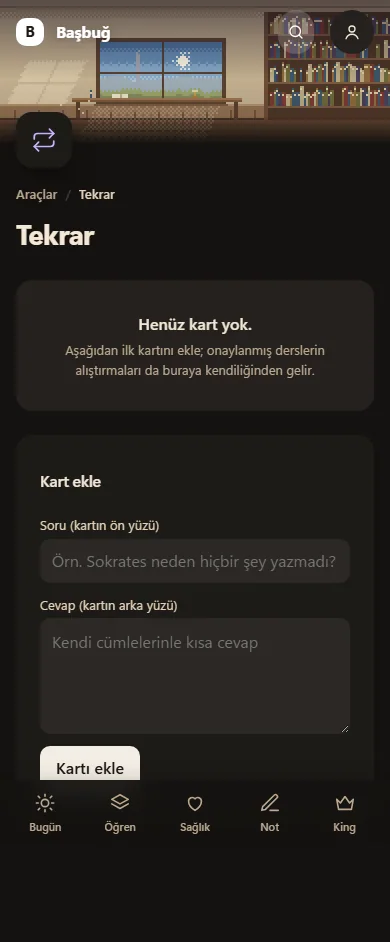 B Başbuğ
Araçlar / Tekrar
Tekrar
Henüz kart yok.
Aşağıdan ilk kartını ekle; onaylanmış derslerin
alıştırmaları da buraya kendiliğinden gelir.
Kart ekle
Soru (kartın ön yüzü)
Örn. Sokrates neden hiçbir şey yazmadı?
Cevap (kartın arka yüzü)
Kendi cümlelerinle kısa cevap
Kartı ekle
Bugün Öğren Sağlık Not King